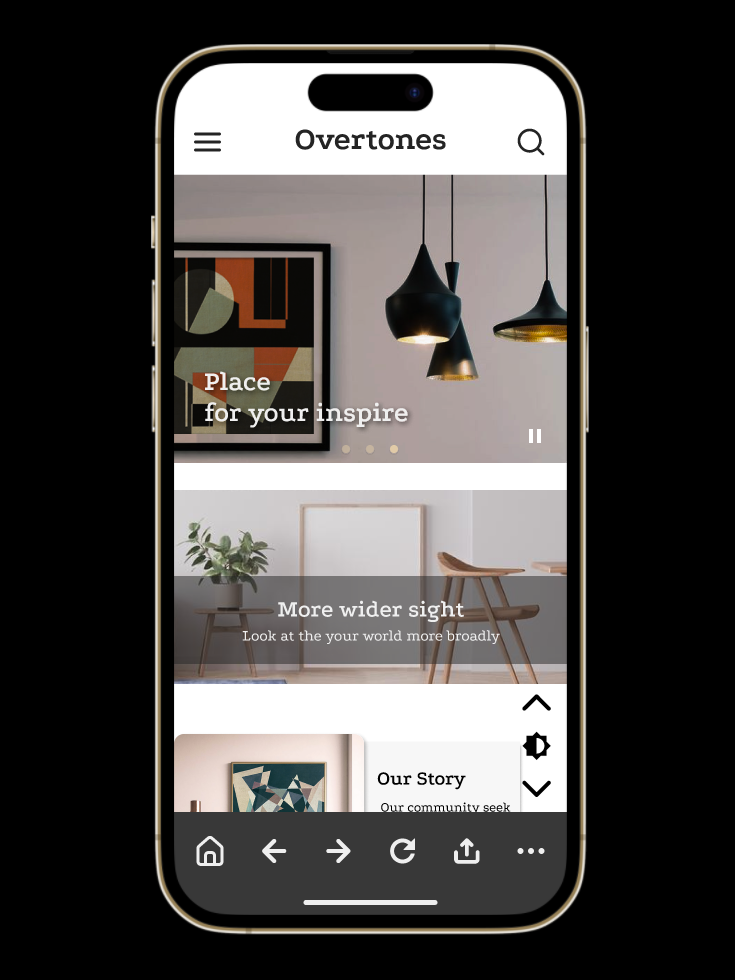 Overtones
Place
for your inspire
More wider sight
Look at the your world more broadly
Our Story
Our community seek